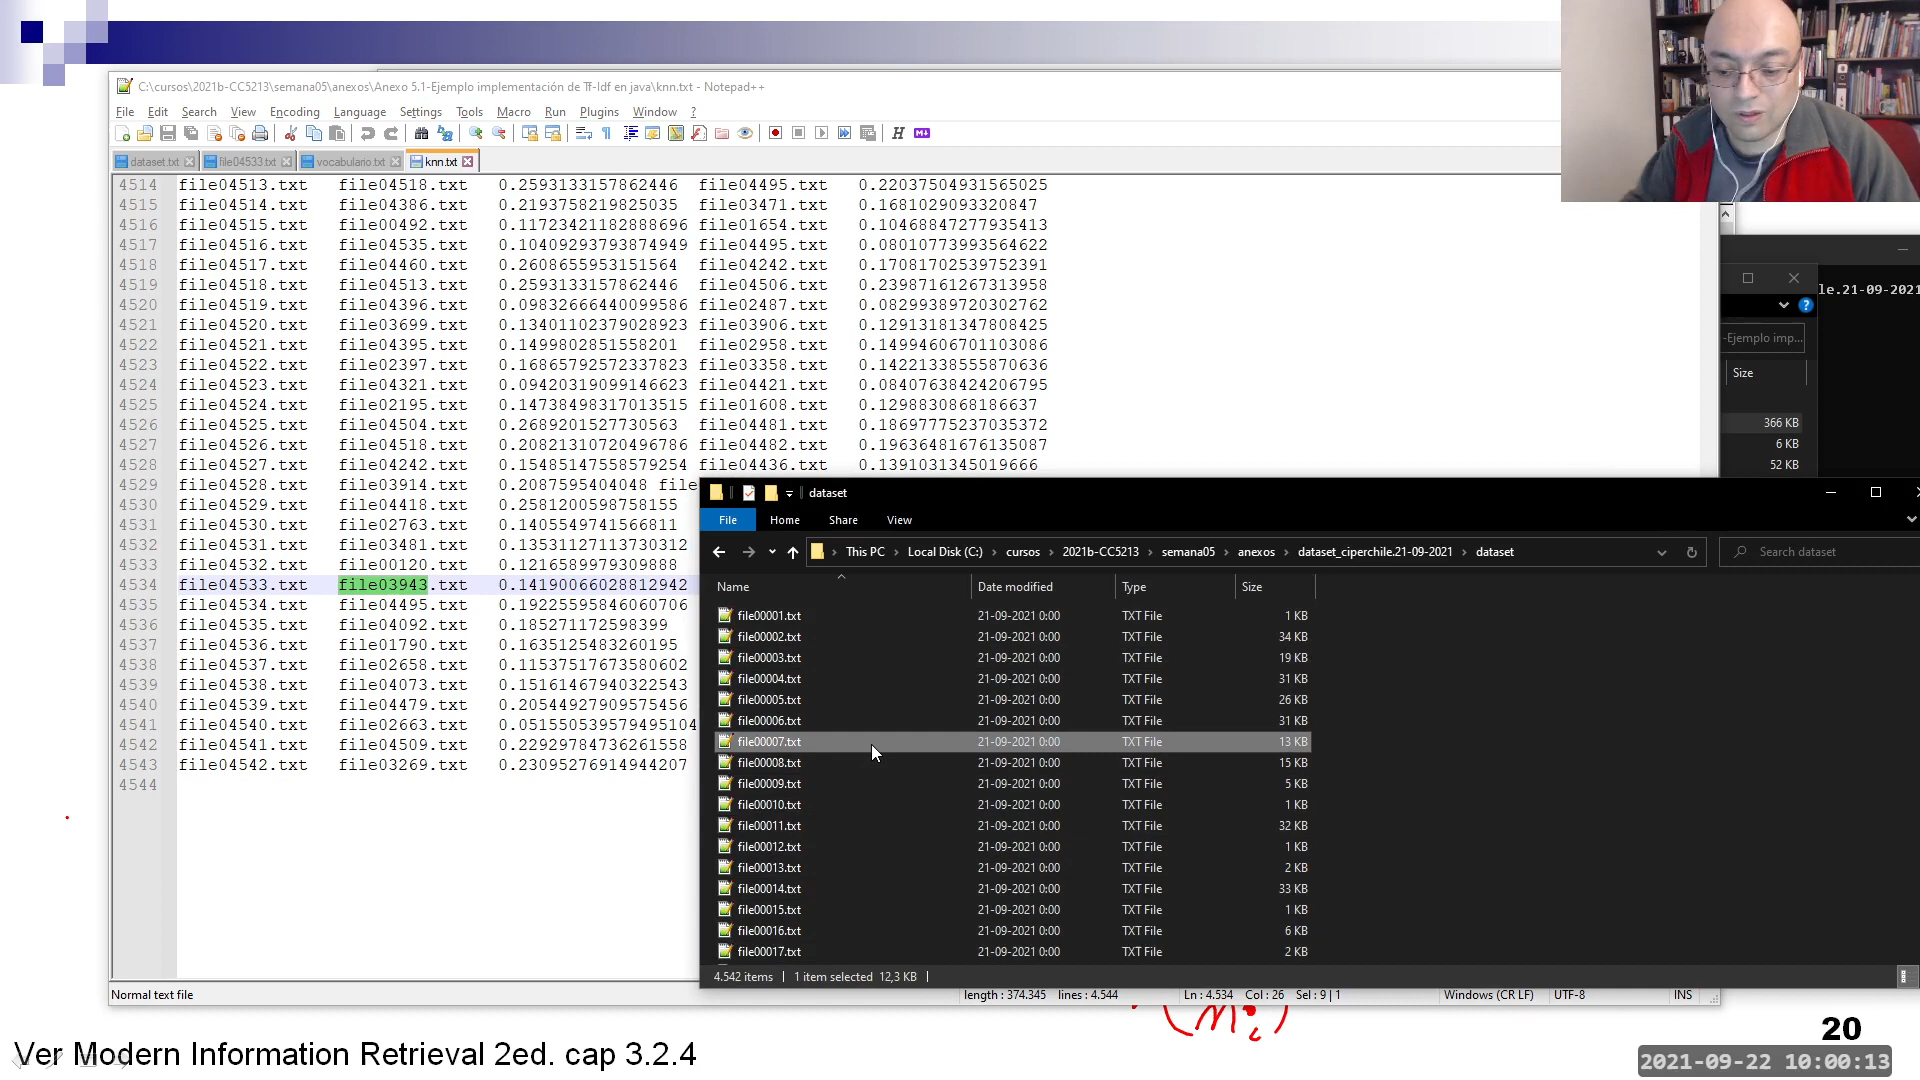 C:\cursos\2021b-CC5213\semana05\anexos\Anexo 5.1-Ejemplo implementación de Tf-Idf en java\knn.txt - Notepad++
File Edit Search View Encoding Language Settings Tools Macro Run Plugins Window ?
dataset.txt file04533.txt vocabulario.txt knn.txt
4514 file04513.txt file04518.txt 0.2593133157862446 file04495.txt 0.22037504931565025
4515 file04514.txt file04386.txt 0.2193758219825035 file03471.txt 0.1681029093320847
4516 file04515.txt file00492.txt 0.11723421182888696 file01654.txt 0.10468847277935413
4517 file04516.txt file04535.txt 0.10409293793874949 file04495.txt 0.080107739935646​22
4518 file04517.txt file04460.txt 0.2608655953151564 file04242.txt 0.17081702539752391
4519 file04518.txt file04513.txt 0.2593133157862446 file04506.txt 0.23987161267313958
4520 file04519.txt file04396.txt 0.09832666440099586 file02487.txt 0.08299389720302762
4521 file04520.txt file03699.txt 0.13401102379028923 file03906.txt 0.12913181347808425
4522 file04521.txt file04395.txt 0.1499802851558201 file02958.txt 0.14994606701103086
4523 file04522.txt file02397.txt 0.16865792572337823 file03358.txt 0.14221338555870636
4524 file04523.txt file04321.txt 0.09420319099146623 file04421.txt 0.08407638424206795
4525 file04524.txt file02195.txt 0.14738498317013515 file01608.txt 0.1298830868186637
4526 file04525.txt file04504.txt 0.2689201527730563 file04481.txt 0.18697775237035372
4527 file04526.txt file04518.txt 0.20821310720496786 file04482.txt 0.19636481676135087
4528 file04527.txt file04242.txt 0.15485147558579254 file04436.txt 0.1391031345019666
4529 file04528.txt file03914.txt 0.2087595404048 file
4530 file04529.txt file04418.txt 0.2581200598758155
4531 file04530.txt file02763.txt 0.14055497415668​11
4532 file04531.txt file03481.txt 0.13531127113730312
4533 file04532.txt file00120.txt 0.1216589979309888
4534 file04533.txt file03943.txt 0.14190066028812942
4535 file04534.txt file04495.txt 0.19225595846060706
4536 file04535.txt file04092.txt 0.185271172598399
4537 file04536.txt file01790.txt 0.1635125483260195
4538 file04537.txt file02658.txt 0.11537517673580602
4539 file04538.txt file04073.txt 0.15161467940322543
4540 file04539.txt file04479.txt 0.20544927909575456
4541 file04540.txt file02663.txt 0.051550539579495104
4542 file04541.txt file04509.txt 0.22929784736261558
4543 file04542.txt file03269.txt 0.23095276914944207
4544
le.21-09-2021
-Ejemplo imp...
Size
366 KB
6 KB
52 KB
dataset
File Home Share View
This PC Local Disk (C:) cursos 2021b-CC5213 semana05 anexos dataset_ciperchile.21-09-2021 dataset Search dataset
Name Date modified Type Size
file00001.txt 21-09-2021 0:00 TXT File 1 KB
file00002.txt 21-09-2021 0:00 TXT File 34 KB
file00003.txt 21-09-2021 0:00 TXT File 19 KB
file00004.txt 21-09-2021 0:00 TXT File 31 KB
file00005.txt 21-09-2021 0:00 TXT File 26 KB
file00006.txt 21-09-2021 0:00 TXT File 31 KB
file00007.txt 21-09-2021 0:00 TXT File 13 KB
file00008.txt 21-09-2021 0:00 TXT File 15 KB
file00009.txt 21-09-2021 0:00 TXT File 5 KB
file00010.txt 21-09-2021 0:00 TXT File 1 KB
file00011.txt 21-09-2021 0:00 TXT File 32 KB
file00012.txt 21-09-2021 0:00 TXT File 1 KB
file00013.txt 21-09-2021 0:00 TXT File 2 KB
file00014.txt 21-09-2021 0:00 TXT File 33 KB
file00015.txt 21-09-2021 0:00 TXT File 1 KB
file00016.txt 21-09-2021 0:00 TXT File 6 KB
file00017.txt 21-09-2021 0:00 TXT File 2 KB
4.542 items 1 item selected 12,3 KB
Normal text file length : 374.345 lines : 4.544 Ln : 4.534 Col : 26 Sel : 9 | 1 Windows (CR LF) UTF-8 INS
Ver Modern Information Retrieval 2ed. cap 3.2.4
20
2021-09-22 10:00:13